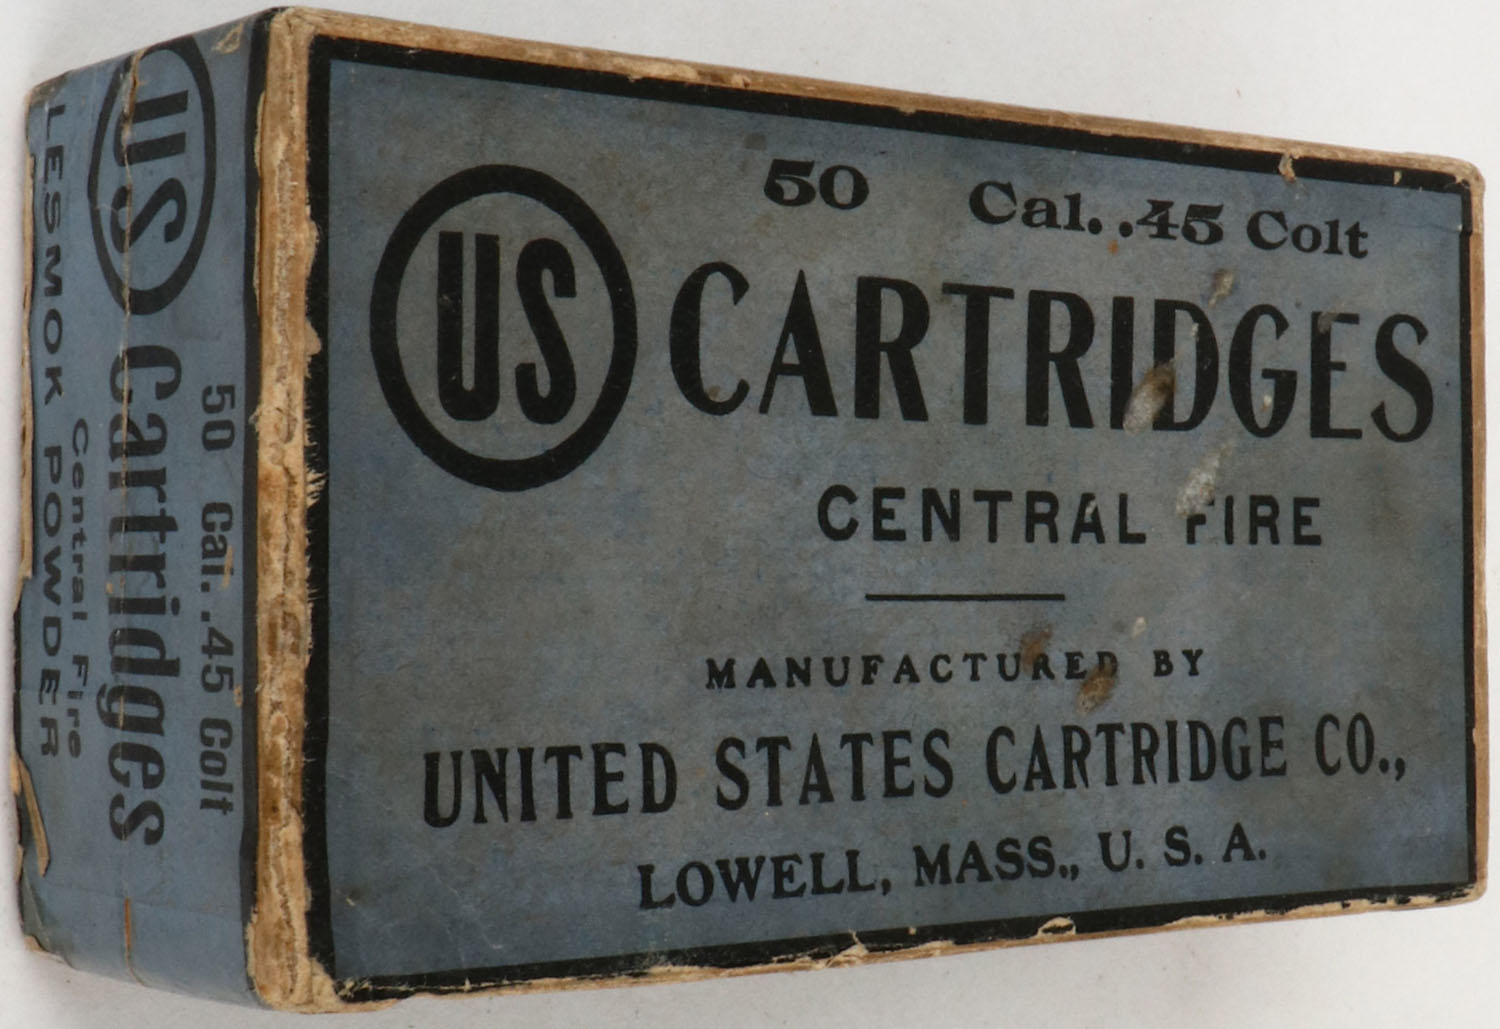 50 Cal. .45 Colt
US CARTRIDGES
CENTRAL FIRE
MANUFACTURED BY
UNITED STATES CARTRIDGE CO.,
LOWELL, MASS., U. S. A.
50 Cal. .45 Colt
US Cartridges
Central Fire
LESMOK POWDER